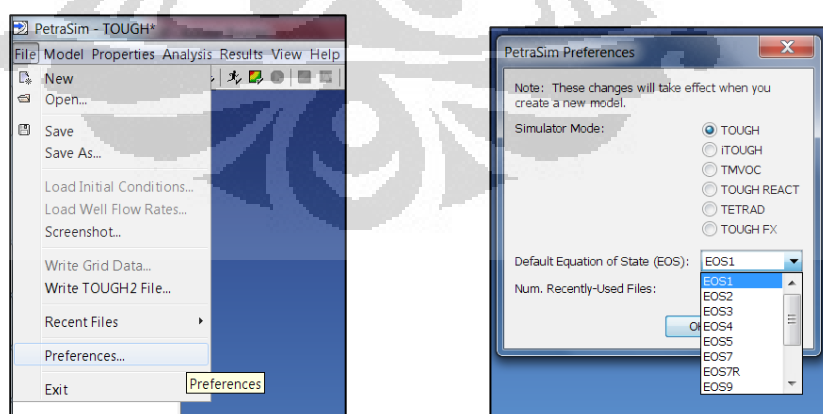 PetraSim - TOUGH*
File Model Properties Analysis Results View Help
New
Open...
Save
Save As...
Load Initial Conditions...
Load Well Flow Rates...
Screenshot...
Write Grid Data...
Write TOUGH2 File...
Recent Files
Preferences...
Preferences
Exit
PetraSim Preferences
Note: These changes will take effect when you
create a new model.
Simulator Mode:
TOUGH
iTOUGH
TMVOC
TOUGH REACT
TETRAD
TOUGH FX
Default Equation of State (EOS): EOS1
Num. Recently-Used Files:
EOS1
EOS2
EOS3
EOS4
EOS5
EOS7
EOS7R
EOS9